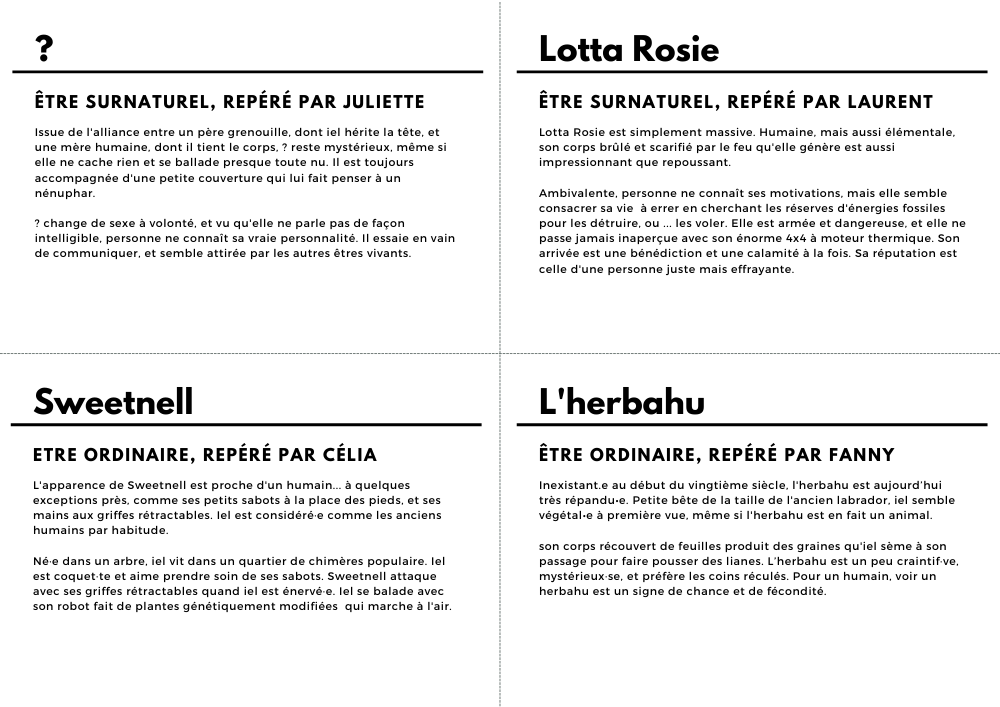 ?
ÊTRE SURNATUREL, REPÉRÉ PAR JULIETTE
Issue de l'alliance entre un père grenouille, dont iel hérite la tête, et
une mère humaine, dont il tient le corps, ? reste mystérieux, même si
elle ne cache rien et se ballade presque toute nu. Il est toujours
accompagnée d'une petite couverture qui lui fait penser à un
nénuphar.
? change de sexe à volonté, et vu qu'elle ne parle pas de façon
intelligible, personne ne connaît sa vraie personnalité. Il essaie en vain
de communiquer, et semble attirée par les autres êtres vivants.
Lotta Rosie
ÊTRE SURNATUREL, REPÉRÉ PAR LAURENT
Lotta Rosie est simplement massive. Humaine, mais aussi élémentale,
son corps brûlé et scarifié par le feu qu'elle génère est aussi
impressionnant que repoussant.
Ambivalente, personne ne connaît ses motivations, mais elle semble
consacrer sa vie à errer en cherchant les réserves d'énergies fossiles
pour les détruire, ou ... les voler. Elle est armée et dangereuse, et elle ne
passe jamais inaperçue avec son énorme 4x4 à moteur thermique. Son
arrivée est une bénédiction et une calamité à la fois. Sa réputation est
celle d'une personne juste mais effrayante.
Sweetnell
ETRE ORDINAIRE, REPÉRÉ PAR CÉLIA
L'apparence de Sweetnell est proche d'un humain... à quelques
exceptions près, comme ses petits sabots à la place des pieds, et ses
mains aux griffes rétractables. Iel est considéré·e comme les anciens
humains par habitude.
Né·e dans un arbre, iel vit dans un quartier de chimères populaire. Iel
est coquet·te et aime prendre soin de ses sabots. Sweetnell attaque
avec ses griffes rétractables quand iel est énervé·e. Iel se balade avec
son robot fait de plantes génétiquement modifiées qui marche à l'air.
L'herbahu
ÊTRE ORDINAIRE, REPÉRÉ PAR FANNY
Inexistant.e au début du vingtième siècle, l'herbahu est aujourd'hui
très répandu•e. Petite bête de la taille de l'ancien labrador, iel semble
végétal•e à première vue, même si l'herbahu est en fait un animal.
son corps récouvert de feuilles produit des graines qu'iel sème à son
passage pour faire pousser des lianes. L'herbahu est un peu craintif·ve,
mystérieux·se, et préfère les coins réculés. Pour un humain, voir un
herbahu est un signe de chance et de fécondité.